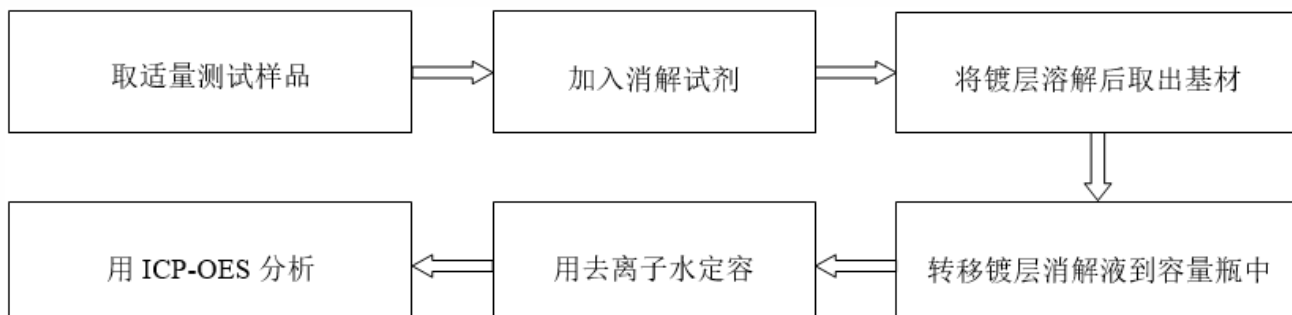 取适量测试样品
加入消解试剂
将镀层溶解后取出基材
转移镀层消解液到容量瓶中
用去离子水定容
用 ICP-OES 分析